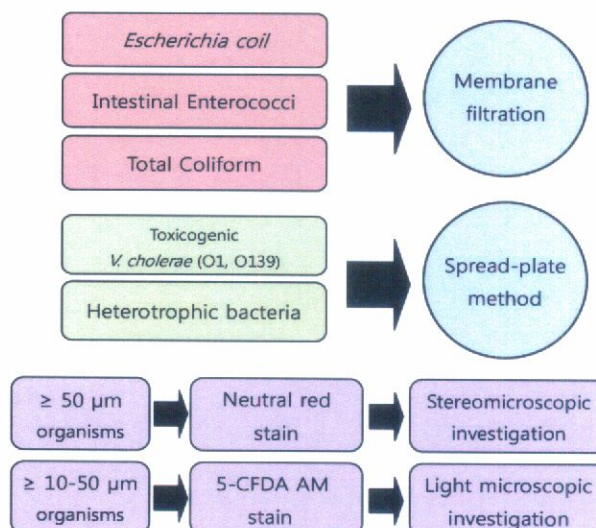 Escherichia coil
Intestinal Enterococci
Total Coliform
Membrane
filtration
Toxicogenic
V. cholerae (O1, O139)
Heterotrophic bacteria
Spread-plate
method
≥ 50 μm
organisms
Neutral red
stain
Stereomicroscopic
investigation
≥ 10-50 μm
organisms
5-CFDA AM
stain
Light microscopic
investigation